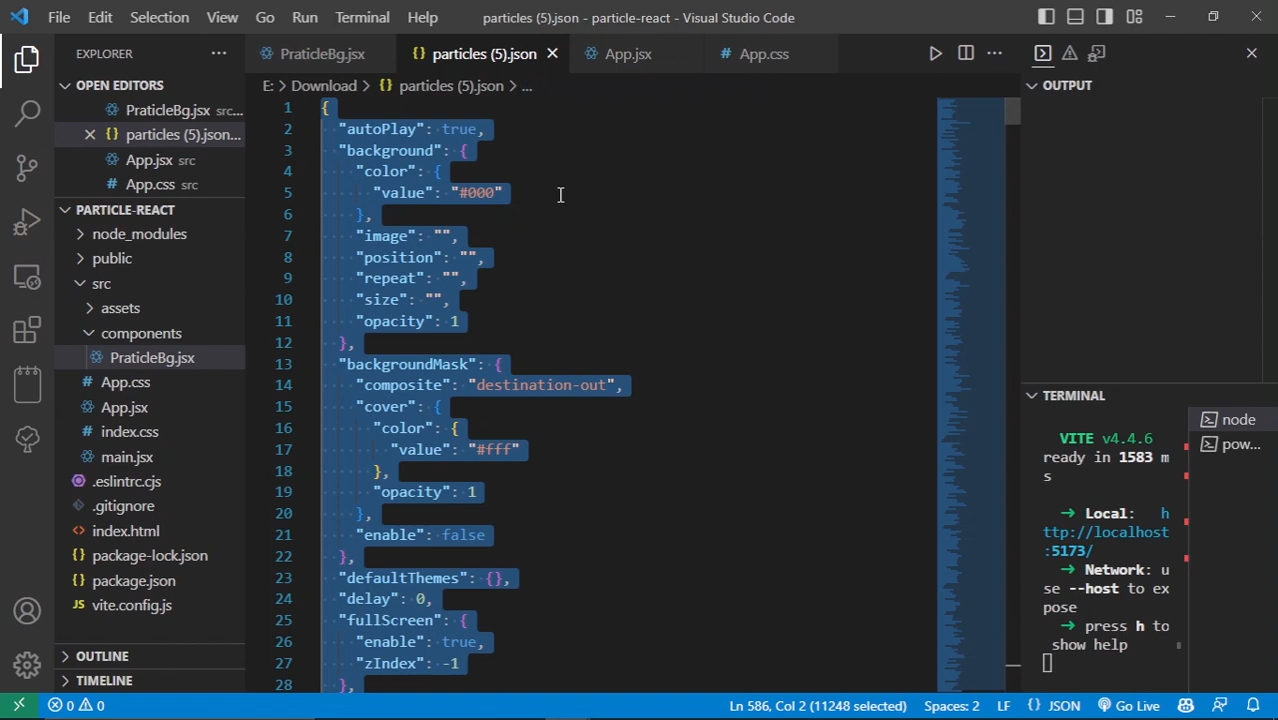 File Edit Selection View Go Run Terminal Help
particles (5).json - particle-react - Visual Studio Code
EXPLORER
OPEN EDITORS
PraticleBg.jsx src...
particles (5).json...
App.jsx src
App.css src
PARTICLE-REACT
node_modules
public
src
assets
components
PraticleBg.jsx
App.css
App.jsx
index.css
main.jsx
.eslintrc.cjs
.gitignore
index.html
package-lock.json
package.json
vite.config.js
OUTLINE
TIMELINE
PraticleBg.jsx
particles (5).json
App.jsx
App.css
E: > Download > {} particles (5).json > ...
1 {
2 "autoPlay": true,
3 "background": {
4 "color": {
5 "value": "#000"
6 },
7 "image": "",
8 "position": "",
9 "repeat": "",
10 "size": "",
11 "opacity": 1
12 },
13 "backgroundMask": {
14 "composite": "destination-out",
15 "cover": {
16 "color": {
17 "value": "#fff"
18 },
19 "opacity": 1
20 },
21 "enable": false
22 },
23 "defaultThemes": {},
24 "delay": 0,
25 "fullScreen": {
26 "enable": true,
27 "zIndex": -1
28 },
OUTPUT
TERMINAL
VITE v4.4.6
ready in 1583 m
s
➜ Local: h
ttp://localhost
:5173/
➜ Network: u
se --host to ex
pose
➜ press h to
show help
node
pow...
0 0
Ln 586, Col 2 (11248 selected) Spaces: 2 LF {} JSON Go Live